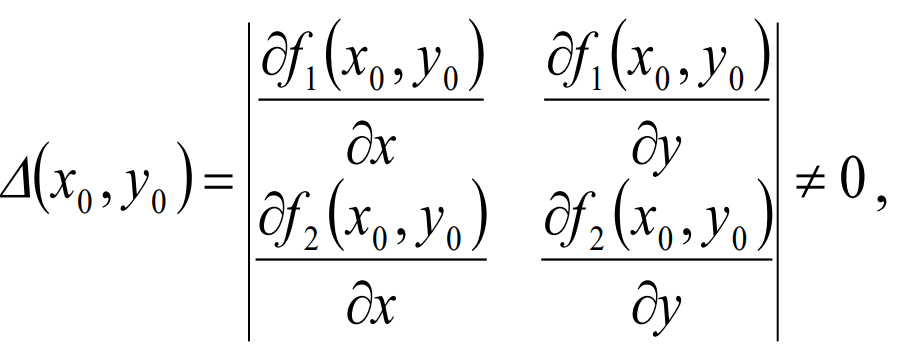 Δ(x₀, y₀) = | ∂f₁(x₀, y₀)/∂x   ∂f₁(x₀, y₀)/∂y |
| ∂f₂(x₀, y₀)/∂x   ∂f₂(x₀, y₀)/∂y | ≠ 0,